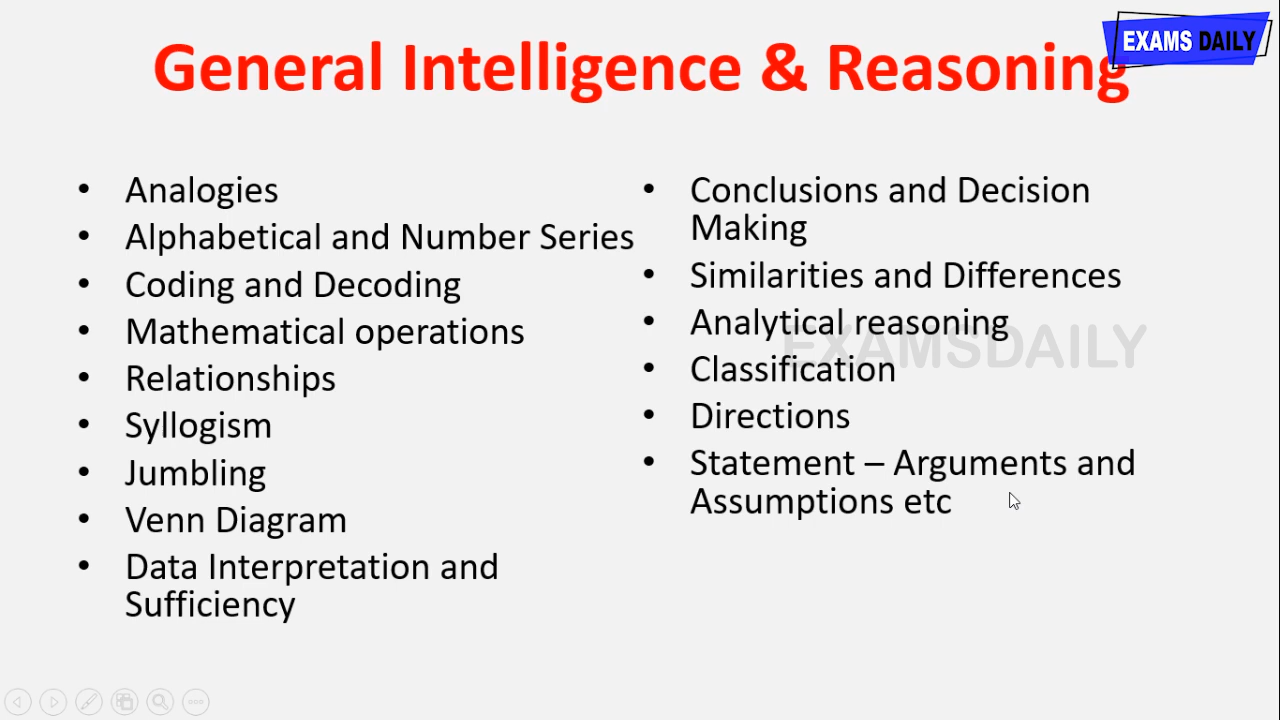 General Intelligence & Reasoning
EXAMS DAILY
• Analogies
• Alphabetical and Number Series
• Coding and Decoding
• Mathematical operations
• Relationships
• Syllogism
• Jumbling
• Venn Diagram
• Data Interpretation and
Sufficiency
• Conclusions and Decision
Making
• Similarities and Differences
• Analytical reasoning
• Classification
• Directions
• Statement – Arguments and
Assumptions etc
EXAMSDAILY